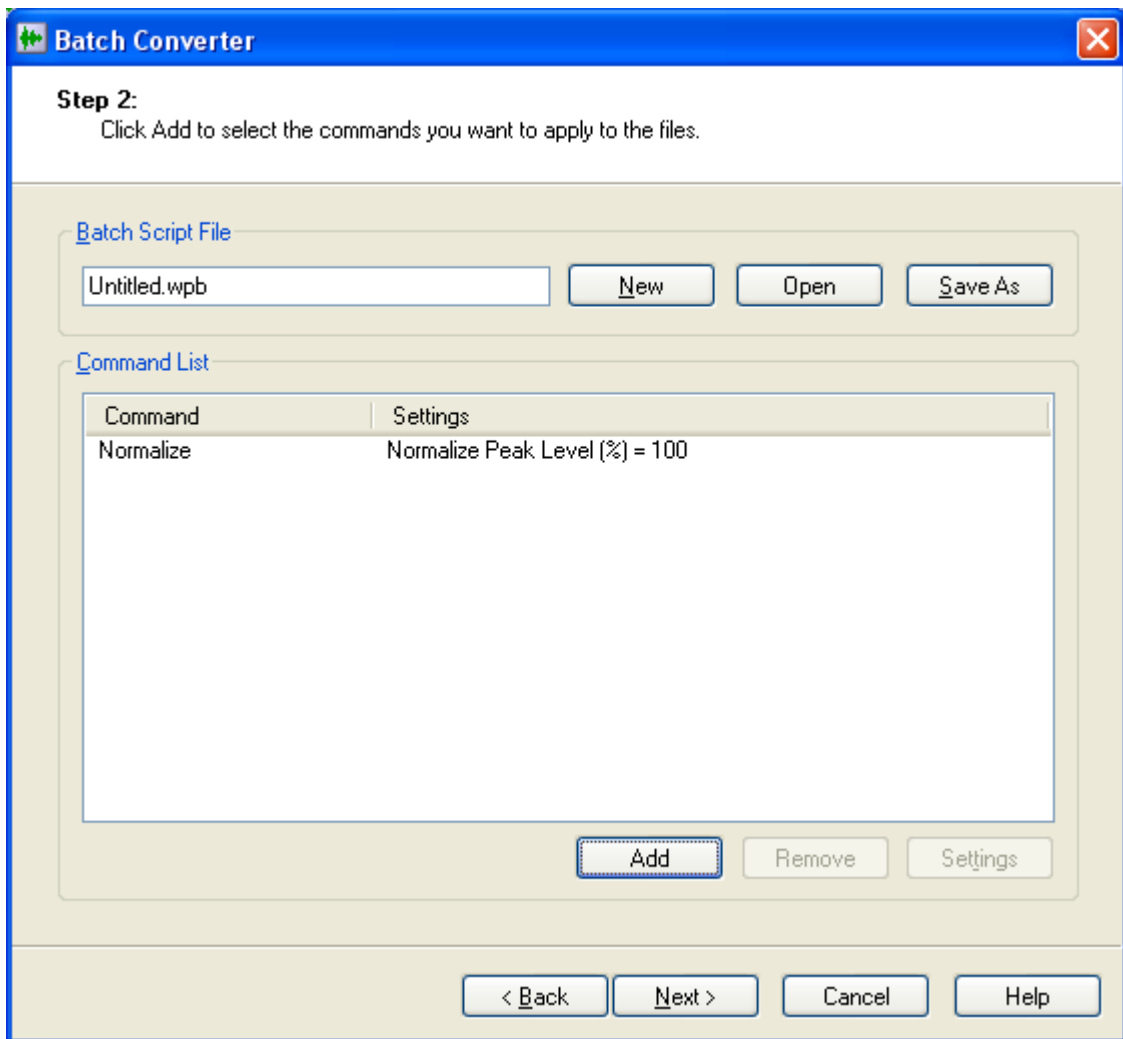 Batch Converter
Step 2:
Click Add to select the commands you want to apply to the files.
Batch Script File
Untitled.wpb New Open Save As
Command List
Command Settings
Normalize Normalize Peak Level (%) = 100
Add Remove Settings
< Back Next > Cancel Help